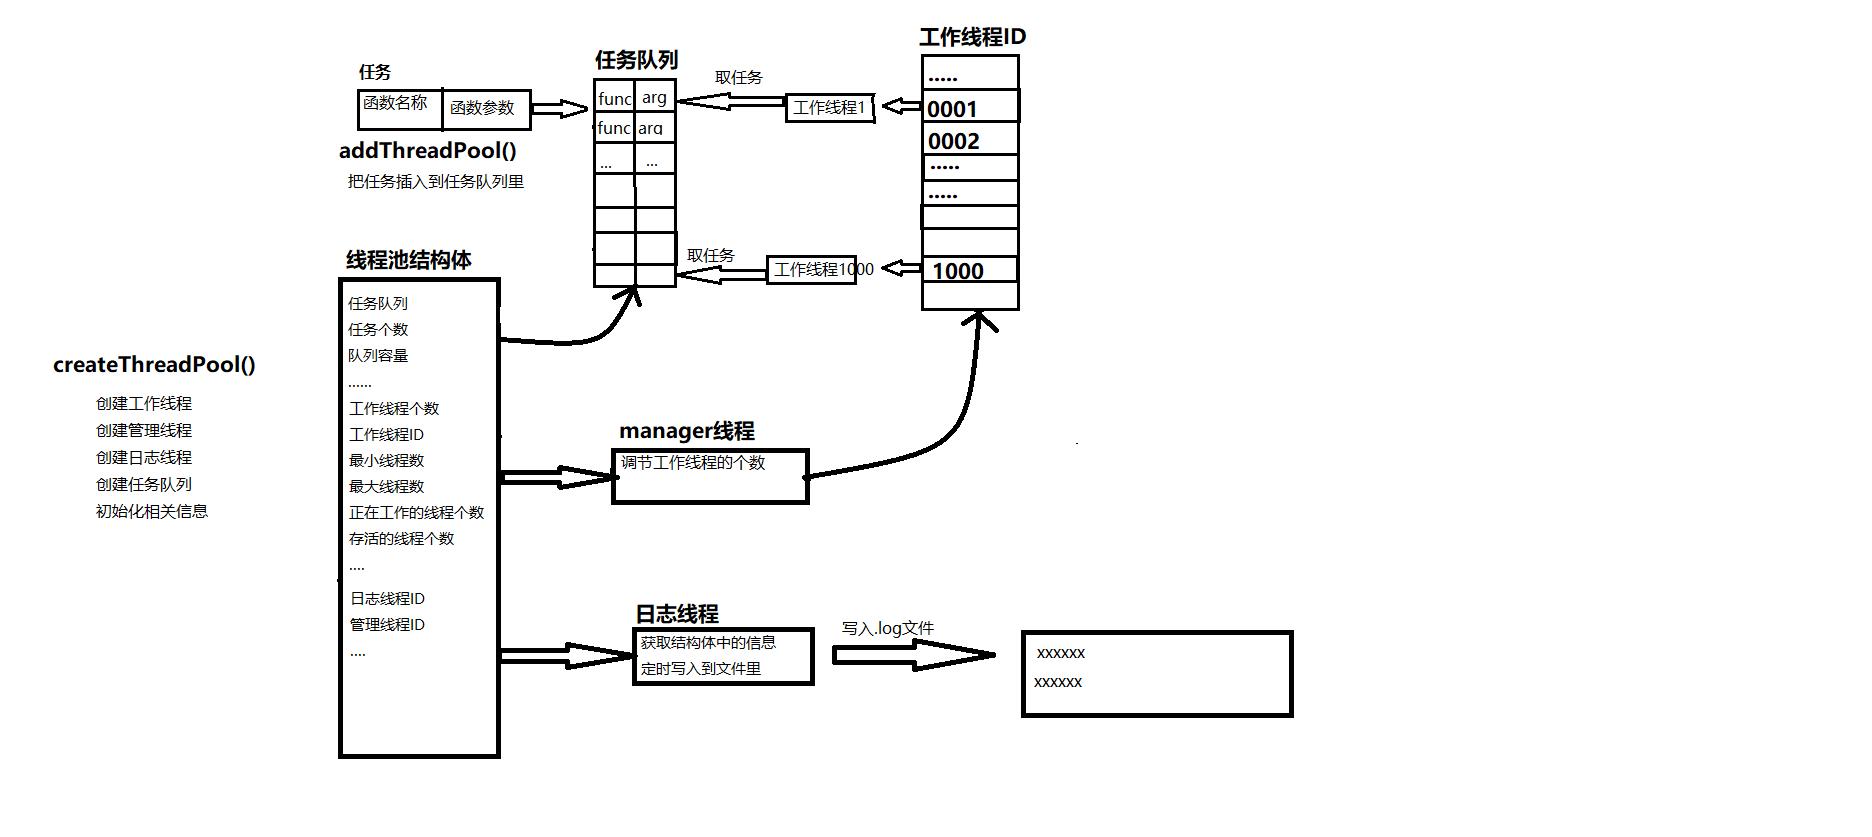 工作线程ID
任务队列
任务
函数名称 函数参数
func arg
func arg
... ...
取任务
工作线程1
.....
0001
0002
.....
.....
1000
addThreadPool()
把任务插入到任务队列里
取任务
工作线程1000
线程池结构体
任务队列
任务个数
队列容量
......
工作线程个数
工作线程ID
最小线程数
最大线程数
正在工作的线程个数
存活的线程个数
....
日志线程ID
管理线程ID
....
createThreadPool()
创建工作线程
创建管理线程
创建日志线程
创建任务队列
初始化相关信息
manager线程
调节工作线程的个数
日志线程
获取结构体中的信息
定时写入到文件里
写入.log文件
xxxxxx
xxxxxx